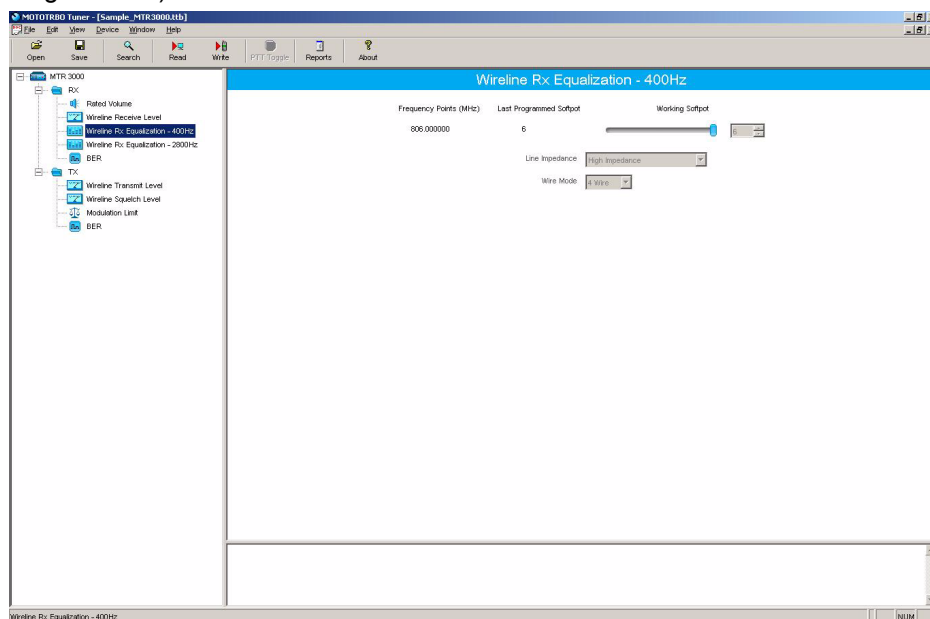 MOTOTRBO Tuner - [Sample_MTR3000.ttb]
File Edit View Device Window Help
Open Save Search Read Write PTT Toggle Reports About
MTR 3000
RX
Rated Volume
Wireline Receive Level
Wireline Rx Equalization - 400Hz
Wireline Rx Equalization - 2800Hz
BER
TX
Wireline Transmit Level
Wireline Squelch Level
Modulation Limit
BER
Wireline Rx Equalization - 400Hz
Frequency Points (MHz) Last Programmed Softpot Working Softpot
806.000000 6 6
Line Impedance High Impedance
Wire Mode 4 Wire
Wireline Rx Equalization - 400Hz NUM